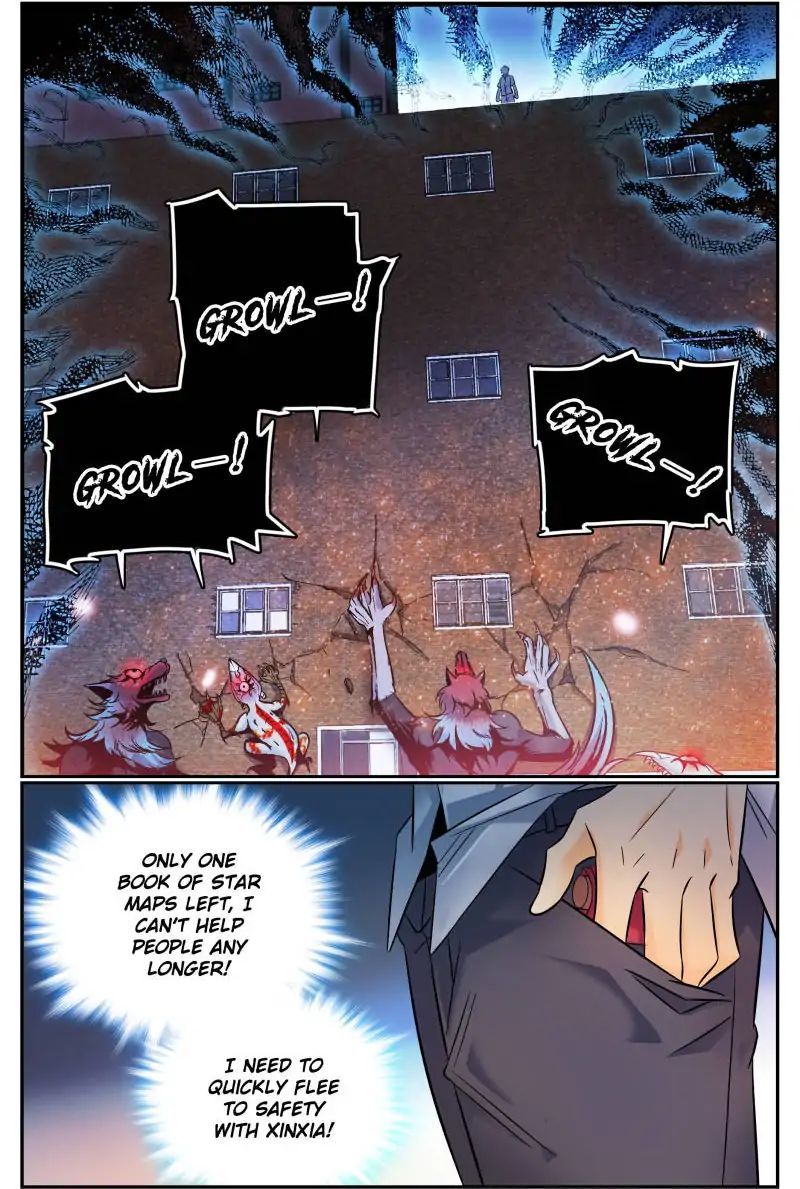 GROWL—!
GROWL—!
GROWL—!
ONLY ONE
BOOK OF STAR
MAPS LEFT, I
CAN'T HELP
PEOPLE ANY
LONGER!
I NEED TO
QUICKLY FLEE
TO SAFETY
WITH XINXIA!